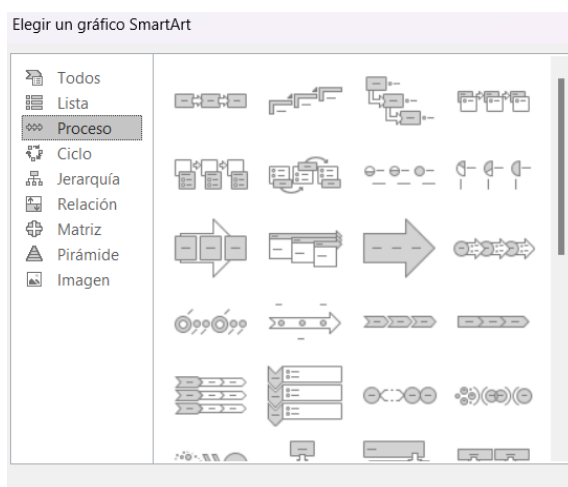 Elegir un gráfico SmartArt
Todos
Lista
Proceso
Ciclo
Jerarquía
Relación
Matriz
Pirámide
Imagen